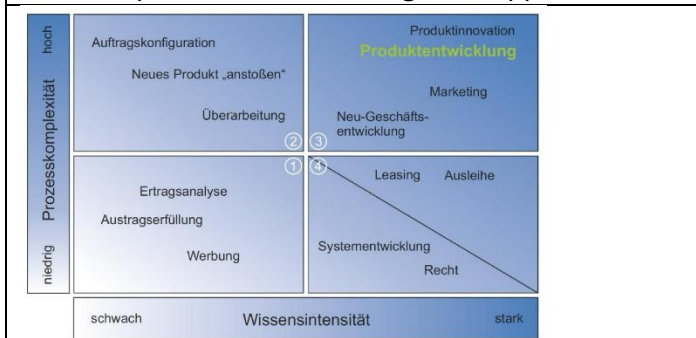 hoch
Prozesskomplexität
niedrig
Auftragskonfiguration
Neues Produkt „anstoßen“
Überarbeitung
②
Produktinnovation
Produktentwicklung
Marketing
Neu-Geschäfts-
entwicklung
③
①
Ertragsanalyse
Austragserfüllung
Werbung
④
Leasing Ausleihe
Systementwicklung
Recht
schwach Wissensintensität stark